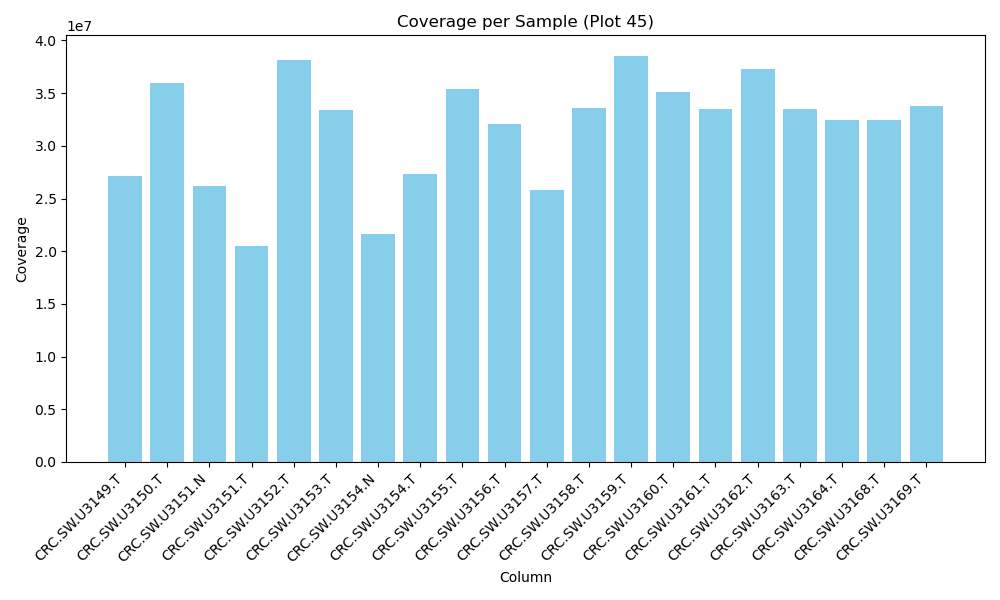 Coverage per Sample (Plot 45)
1e7
4.0
3.5
3.0
2.5
2.0
1.5
1.0
0.5
0.0
Coverage
CRC.SW.U3149.T
CRC.SW.U3150.T
CRC.SW.U3151.N
CRC.SW.U3151.T
CRC.SW.U3152.T
CRC.SW.U3153.T
CRC.SW.U3154.N
CRC.SW.U3154.T
CRC.SW.U3155.T
CRC.SW.U3156.T
CRC.SW.U3157.T
CRC.SW.U3158.T
CRC.SW.U3159.T
CRC.SW.U3160.T
CRC.SW.U3161.T
CRC.SW.U3162.T
CRC.SW.U3163.T
CRC.SW.U3164.T
CRC.SW.U3168.T
CRC.SW.U3169.T
Column